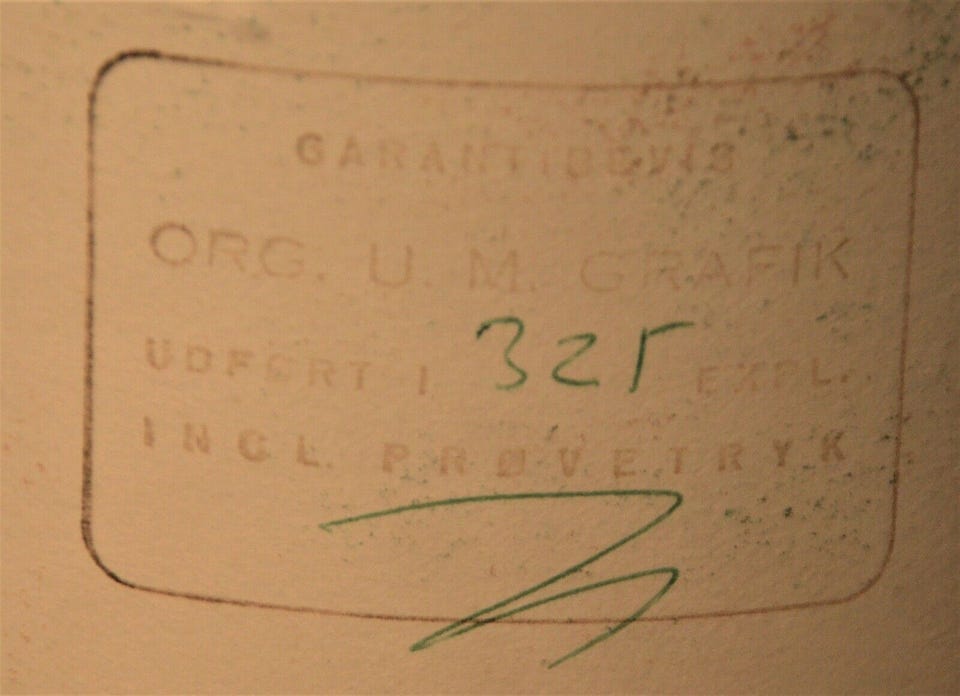 GARANTIBEVIS
ORG. U. M. GRAFIK
UDFØRT I 325 EXPL.
INCL. PRØVETRYK